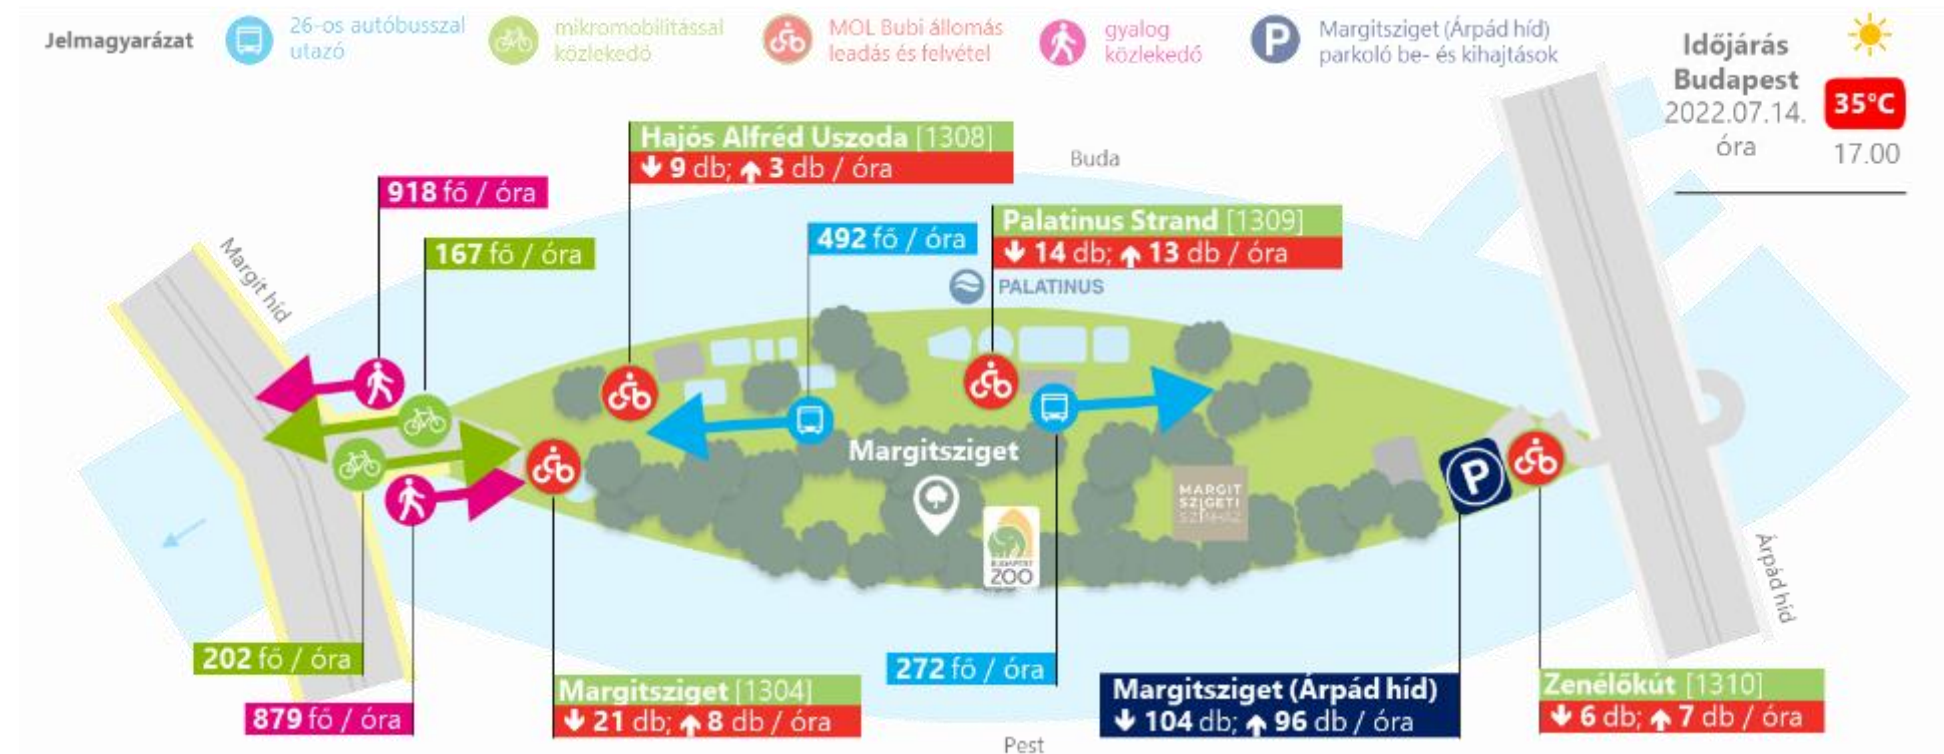 Jelmagyarázat
26-os autóbusszal
utazó
mikromobilitással
közlekedő
MOL Bubi állomás
leadás és felvétel
gyalog
közlekedő
P
Margitsziget (Árpád híd)
parkoló be- és kihajtások
Időjárás
Budapest
2022.07.14.
óra
35°C
17.00
Hajós Alfréd Uszoda [1308]
9 db; 3 db / óra
Buda
918 fő / óra
167 fő / óra
492 fő / óra
Palatinus Strand [1309]
14 db; 13 db / óra
PALATINUS
Margit híd
Margitsziget
MARGIT
SZIGETI
SZÍNHÁZ
BUDAPEST
ZOO
P
Árpád híd
202 fő / óra
879 fő / óra
Margitsziget [1304]
21 db; 8 db / óra
272 fő / óra
Margitsziget (Árpád híd)
104 db; 96 db / óra
Zenélőkút [1310]
6 db; 7 db / óra
Pest